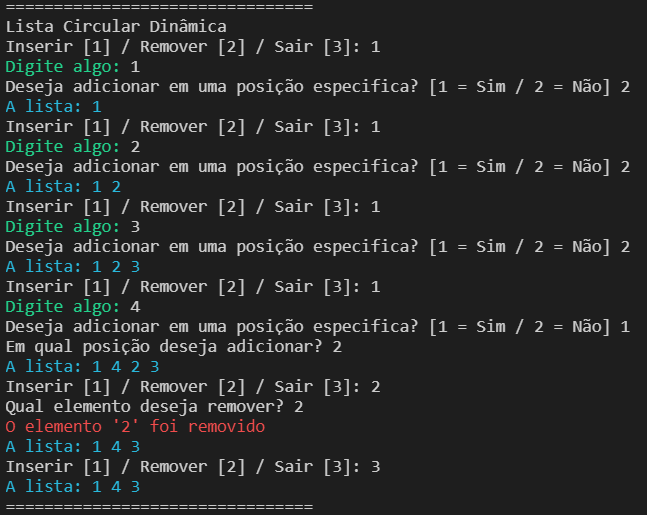 ================================
Lista Circular Dinâmica
Inserir [1] / Remover [2] / Sair [3]: 1
Digite algo: 1
Deseja adicionar em uma posição especifica? [1 = Sim / 2 = Não] 2
A lista: 1
Inserir [1] / Remover [2] / Sair [3]: 1
Digite algo: 2
Deseja adicionar em uma posição especifica? [1 = Sim / 2 = Não] 2
A lista: 1 2
Inserir [1] / Remover [2] / Sair [3]: 1
Digite algo: 3
Deseja adicionar em uma posição especifica? [1 = Sim / 2 = Não] 2
A lista: 1 2 3
Inserir [1] / Remover [2] / Sair [3]: 1
Digite algo: 4
Deseja adicionar em uma posição especifica? [1 = Sim / 2 = Não] 1
Em qual posição deseja adicionar? 2
A lista: 1 4 2 3
Inserir [1] / Remover [2] / Sair [3]: 2
Qual elemento deseja remover? 2
O elemento '2' foi removido
A lista: 1 4 3
Inserir [1] / Remover [2] / Sair [3]: 3
A lista: 1 4 3
================================